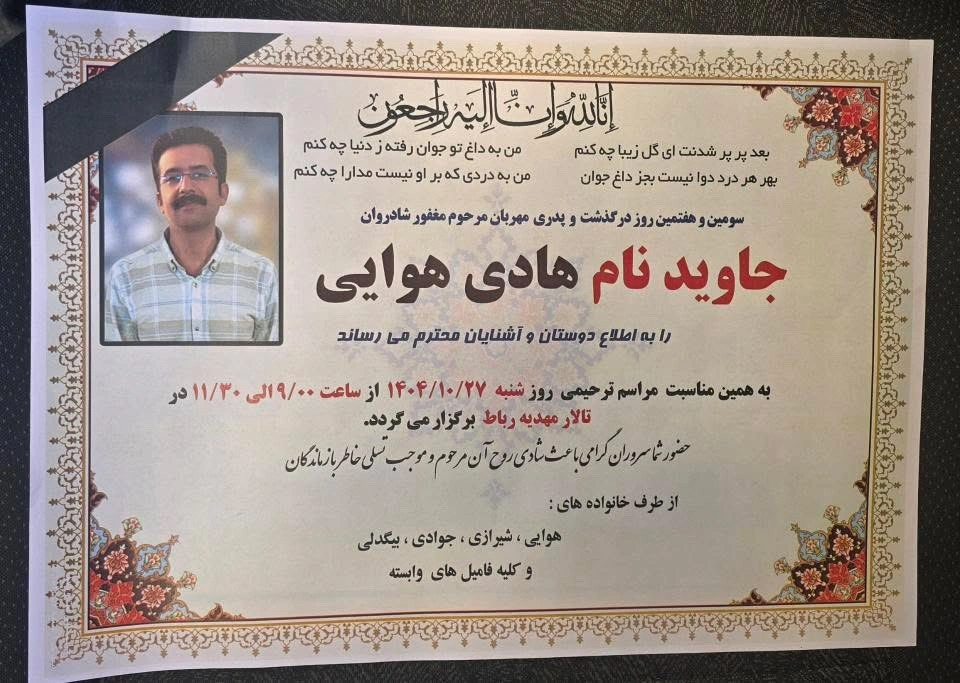 إنا لله وإنا إليه راجعون
بعد پر پر شدنت ای گل زیبا چه کنم
من به داغ تو جوان رفته ز دنیا چه کنم
بهر هر درد دوا نیست بجز داغ جوان
من به دردی که بر او نیست مدارا چه کنم
سومین و هفتمین روز درگذشت و پدری مهربان مرحوم مغفور شادروان
جاوید نام هادی هوایی
را به اطلاع دوستان و آشنایان محترم می رساند
به همین مناسبت مراسم ترحیمی روز شنبه ۱۴۰۴/۱۰/۲۷ از ساعت ۹/۰۰ الی ۱۱/۳۰ در
تالار مهدیه رباط برگزار می گردد.
حضور شما سروران گرامی باعث شادی روح آن مرحوم و موجب تسلی خاطر بازماندگان
از طرف خانواده های :
هوایی ، شیرازی ، جوادی ، بیگدلی
و کلیه فامیل های وابسته